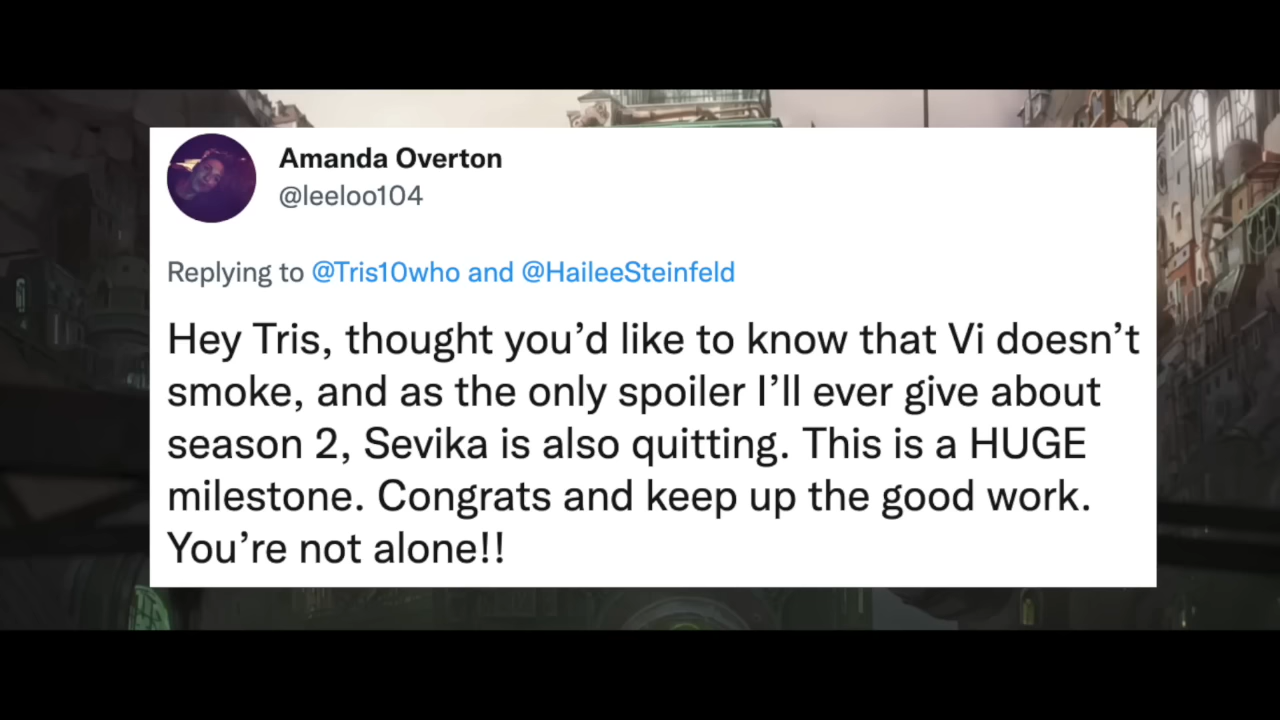 Amanda Overton
@leeloo104
Replying to @Tris10who and @HaileeSteinfeld
Hey Tris, thought you’d like to know that Vi doesn’t
smoke, and as the only spoiler I’ll ever give about
season 2, Sevika is also quitting. This is a HUGE
milestone. Congrats and keep up the good work.
You’re not alone!!